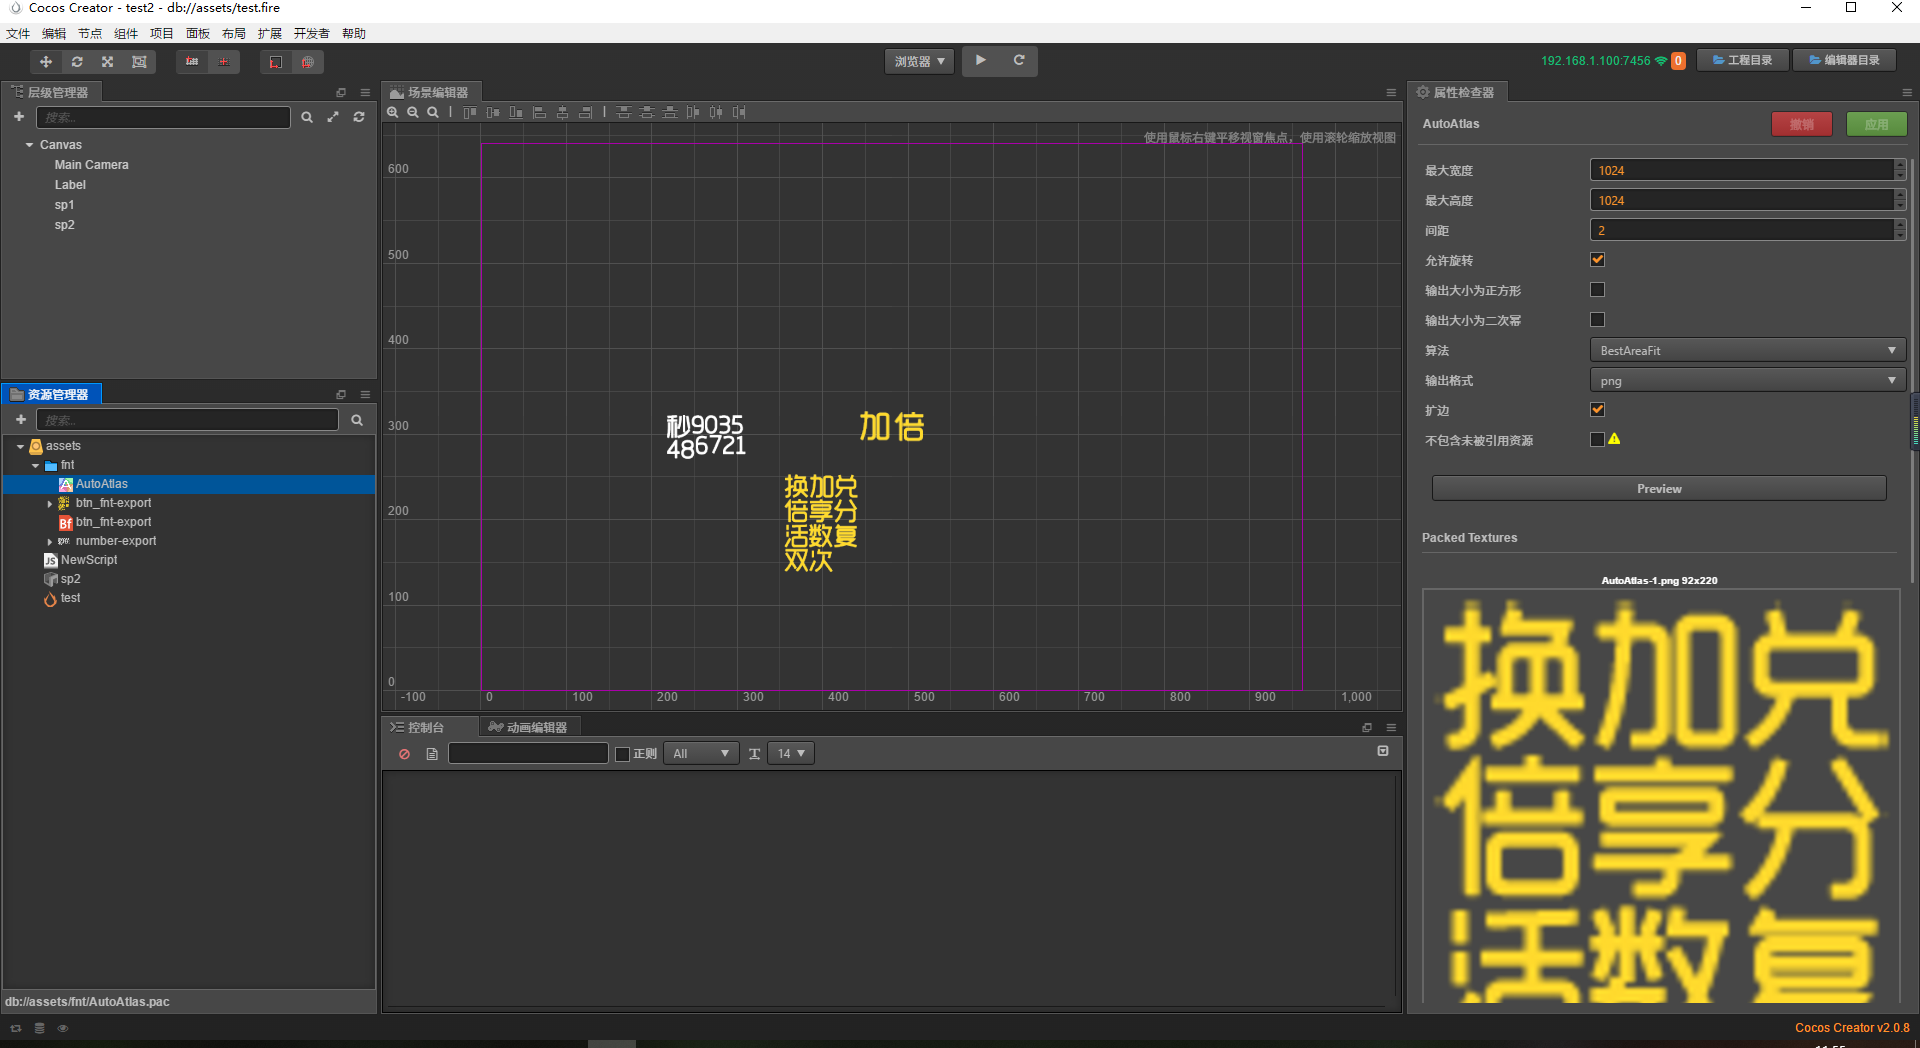 Cocos Creator - test2 - db://assets/test.fire
文件 编辑 节点 组件 项目 面板 布局 扩展 开发者 帮助
浏览器
192.168.1.100:7456
0
工程目录
编辑器目录
层级管理器
搜索...
Canvas
Main Camera
Label
sp1
sp2
资源管理器
搜索...
assets
fnt
AutoAtlas
btn_fnt-export
Bf btn_fnt-export
number-export
JS NewScript
sp2
test
db://assets/fnt/AutoAtlas.pac
场景编辑器
使用鼠标右键平移视窗焦点，使用滚轮缩放视图
600
500
400
300
200
100
0
-100 0 100 200 300 400 500 600 700 800 900 1,000
秒9035
486721
加倍
换加兑
倍享分
活数复
双次
控制台
动画编辑器
正则
All
14
属性检查器
AutoAtlas
撤销
应用
最大宽度 1024
最大高度 1024
间距 2
允许旋转
输出大小为正方形
输出大小为二次幂
算法 BestAreaFit
输出格式 png
扩边
不包含未被引用资源
Preview
Packed Textures
AutoAtlas-1.png 92x220
换加兑
倍享分
活数复
Cocos Creator v2.0.8